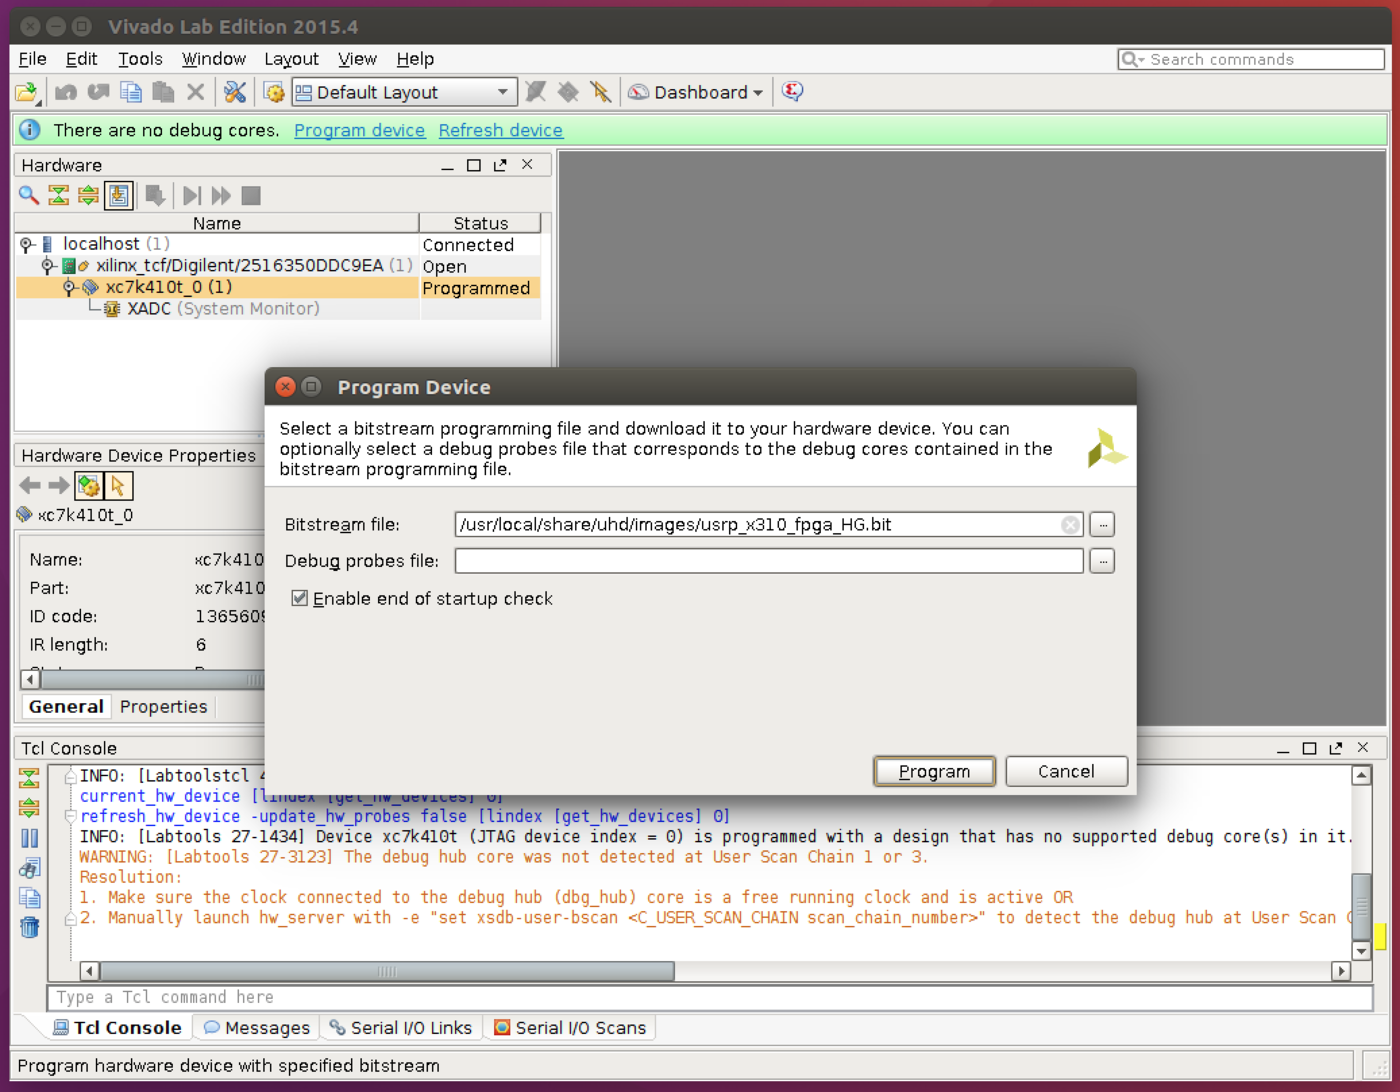 Vivado Lab Edition 2015.4
File Edit Tools Window Layout View Help
Search commands
Default Layout
Dashboard
There are no debug cores. Program device Refresh device
Hardware
Name Status
localhost (1) Connected
xilinx_tcf/Digilent/2516350DDC9EA (1) Open
xc7k410t_0 (1) Programmed
XADC (System Monitor)
Hardware Device Properties
xc7k410t_0
Name: xc7k410
Part: xc7k410
ID code: 1365609
IR length: 6
General Properties
Program Device
Select a bitstream programming file and download it to your hardware device. You can
optionally select a debug probes file that corresponds to the debug cores contained in the
bitstream programming file.
Bitstream file: /usr/local/share/uhd/images/usrp_x310_fpga_HG.bit ...
Debug probes file: ...
Enable end of startup check
Program Cancel
Tcl Console
INFO: [Labtoolstcl 4
current_hw_device [lindex [get_hw_devices] 0]
refresh_hw_device -update_hw_probes false [lindex [get_hw_devices] 0]
INFO: [Labtools 27-1434] Device xc7k410t (JTAG device index = 0) is programmed with a design that has no supported debug core(s) in it.
WARNING: [Labtools 27-3123] The debug hub core was not detected at User Scan Chain 1 or 3.
Resolution:
1. Make sure the clock connected to the debug hub (dbg_hub) core is a free running clock and is active OR
2. Manually launch hw_server with -e "set xsdb-user-bscan <C_USER_SCAN_CHAIN scan_chain_number>" to detect the debug hub at User Scan
Type a Tcl command here
Tcl Console Messages Serial I/O Links Serial I/O Scans
Program hardware device with specified bitstream